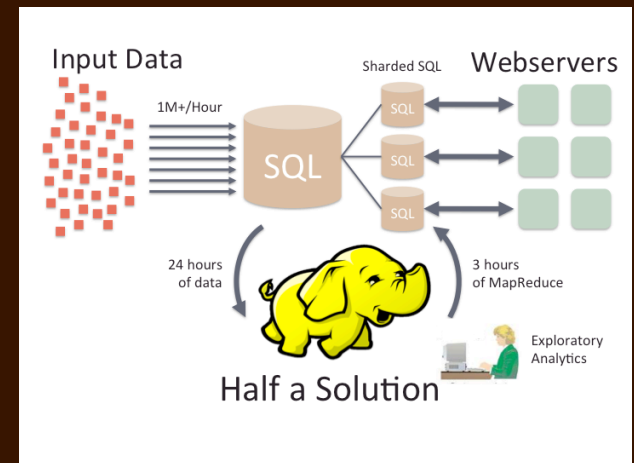 Input Data
Sharded SQL
Webservers
1M+/Hour
SQL
SQL
SQL
SQL
24 hours
of data
3 hours
of MapReduce
Exploratory
Analytics
Half a Solution